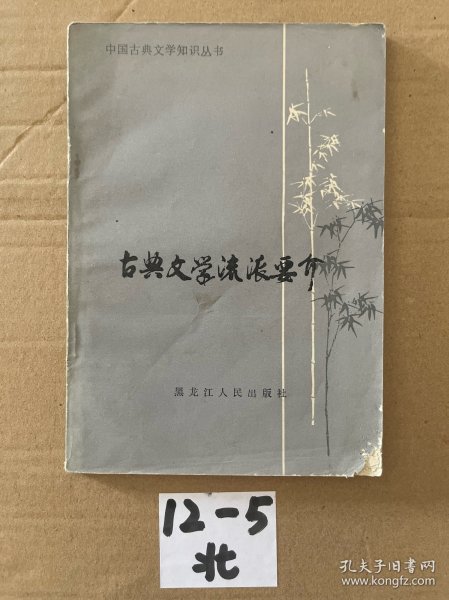 中国古典文学知识丛书
古典文学流派要介
黑龙江人民出版社
12-5
北
孔夫子旧书网
www.kongfz.com